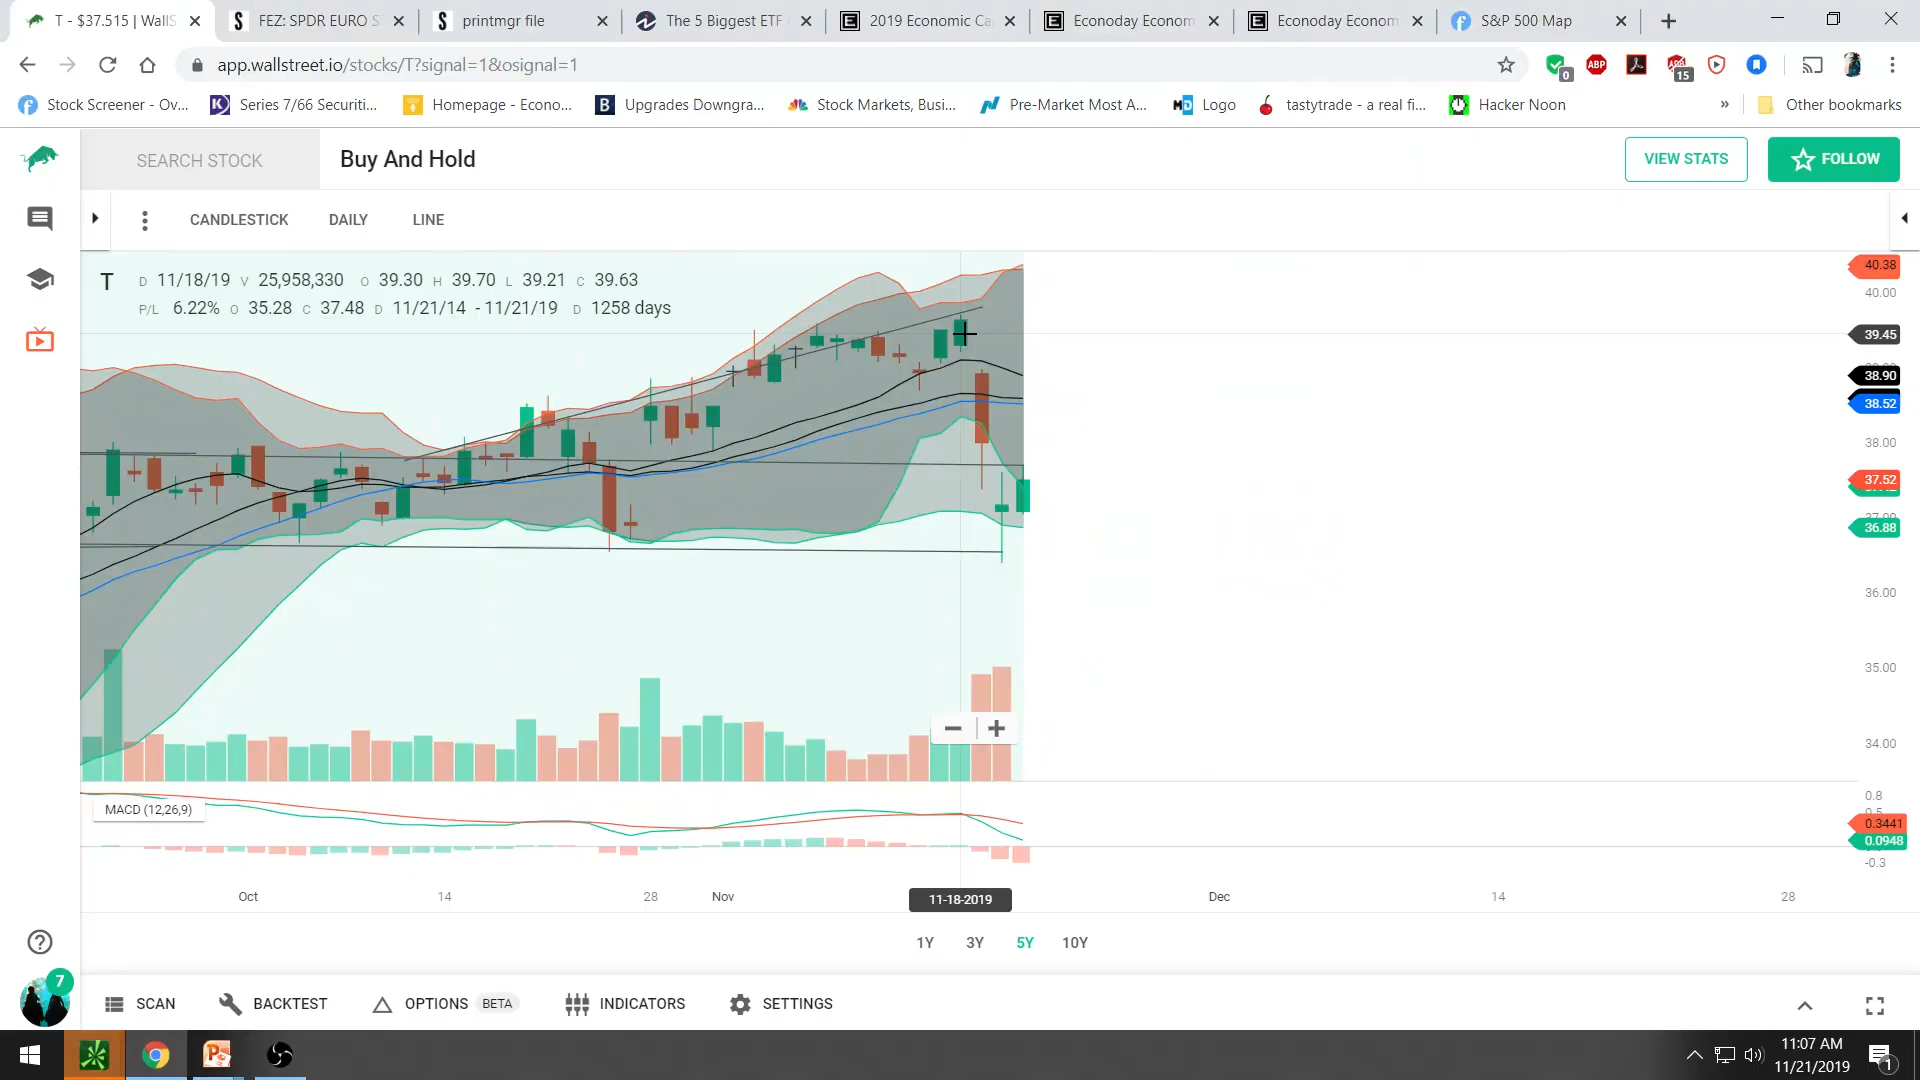 T - $37.515 | WallS
FEZ: SPDR EURO S
printmgr file
The 5 Biggest ETF
2019 Economic Ca
Econoday Econom
Econoday Econom
S&P 500 Map
app.wallstreet.io/stocks/T?signal=1&osignal=1
0
ABP
15
Stock Screener - Ov...
Series 7/66 Securiti...
Homepage - Econo...
B Upgrades Downgra...
Stock Markets, Busi...
Pre-Market Most A...
MD Logo
tastytrade - a real fi...
Hacker Noon
»
Other bookmarks
SEARCH STOCK
Buy And Hold
VIEW STATS
FOLLOW
CANDLESTICK DAILY LINE
T D 11/18/19 V 25,958,330 O 39.30 H 39.70 L 39.21 C 39.63
P/L 6.22% O 35.28 C 37.48 D 11/21/14 - 11/21/19 D 1258 days
40.38
40.00
39.45
38.90
38.52
38.00
37.52
36.88
36.00
35.00
34.00
MACD (12,26,9)
0.8
0.3441
0.0948
-0.3
Oct 14 28 Nov 11-18-2019 Dec 14 28
1Y 3Y 5Y 10Y
7
SCAN BACKTEST OPTIONS BETA INDICATORS SETTINGS
11:07 AM
11/21/2019
1